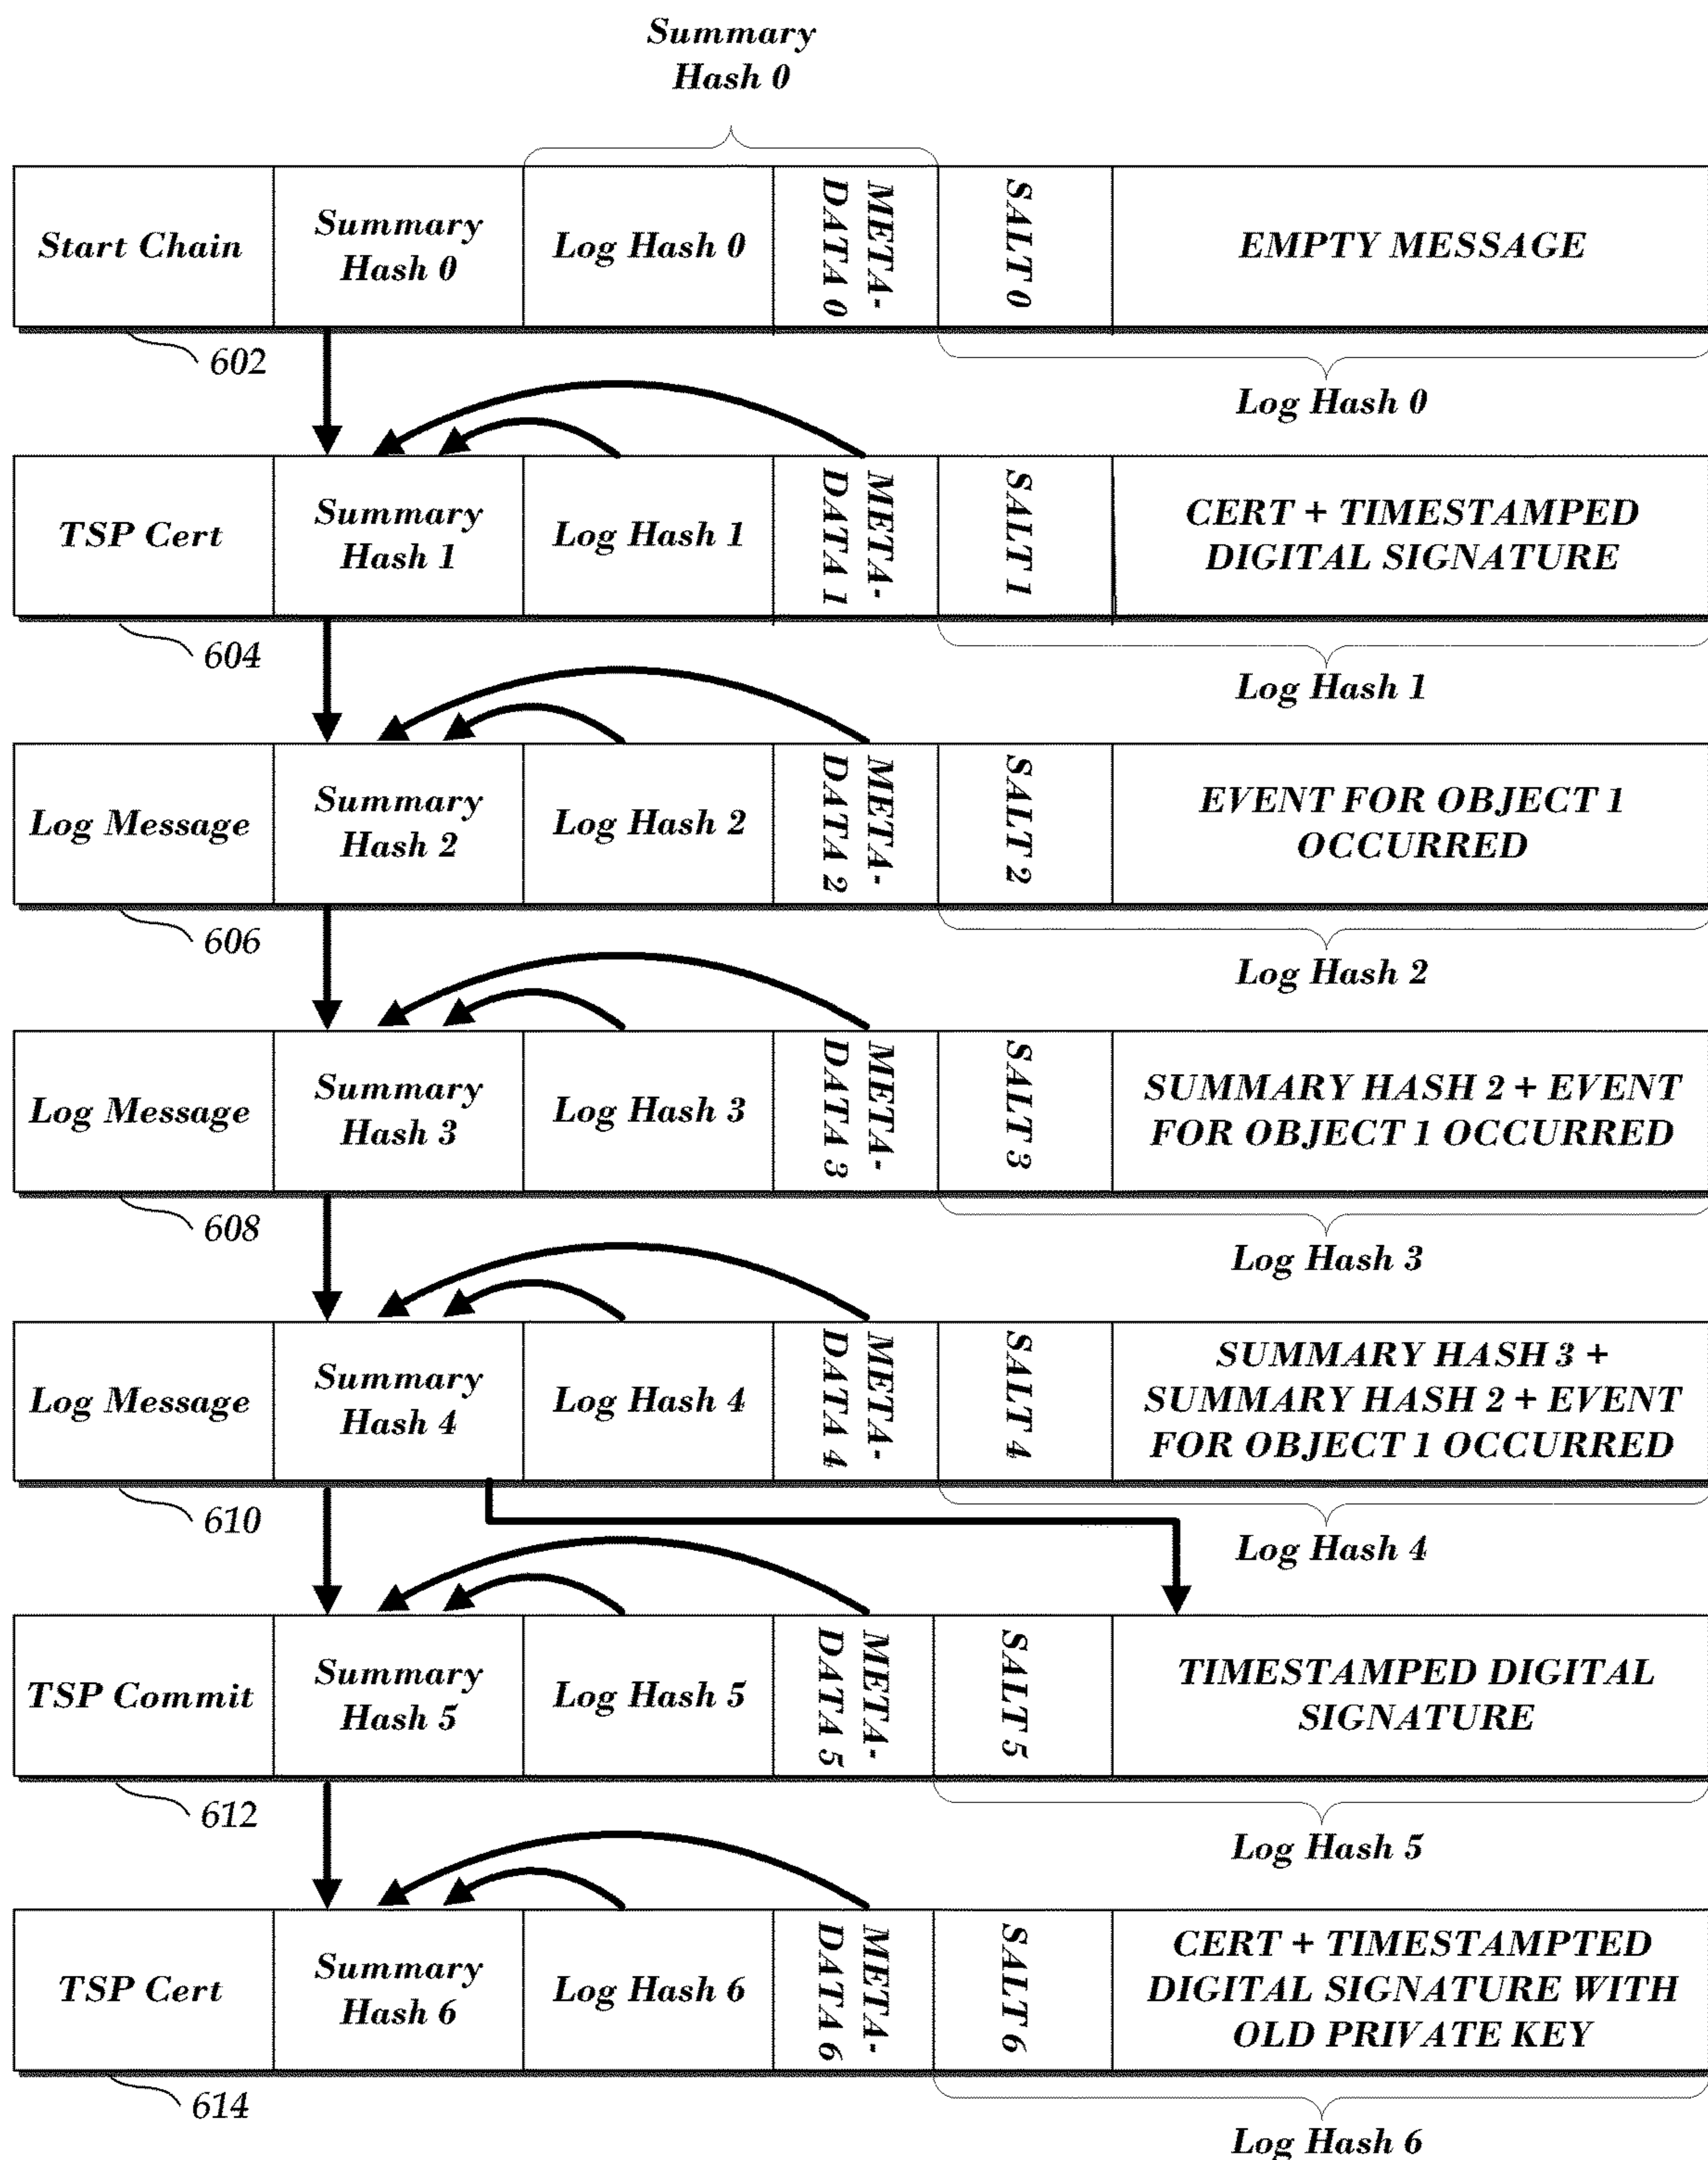 Summary
Hash 0
Start Chain
Summary
Hash 0
Log Hash 0
META-
DATA 0
SALT 0
EMPTY MESSAGE
602
Log Hash 0
TSP Cert
Summary
Hash 1
Log Hash 1
META-
DATA 1
SALT 1
CERT + TIMESTAMPED
DIGITAL SIGNATURE
604
Log Hash 1
Log Message
Summary
Hash 2
Log Hash 2
META-
DATA 2
SALT 2
EVENT FOR OBJECT 1
OCCURRED
606
Log Hash 2
Log Message
Summary
Hash 3
Log Hash 3
META-
DATA 3
SALT 3
SUMMARY HASH 2 + EVENT
FOR OBJECT 1 OCCURRED
608
Log Hash 3
Log Message
Summary
Hash 4
Log Hash 4
META-
DATA 4
SALT 4
SUMMARY HASH 3 +
SUMMARY HASH 2 + EVENT
FOR OBJECT 1 OCCURRED
610
Log Hash 4
TSP Commit
Summary
Hash 5
Log Hash 5
META-
DATA 5
SALT 5
TIMESTAMPED DIGITAL
SIGNATURE
612
Log Hash 5
TSP Cert
Summary
Hash 6
Log Hash 6
META-
DATA 6
SALT 6
CERT + TIMESTAMPTED
DIGITAL SIGNATURE WITH
OLD PRIVATE KEY
614
Log Hash 6